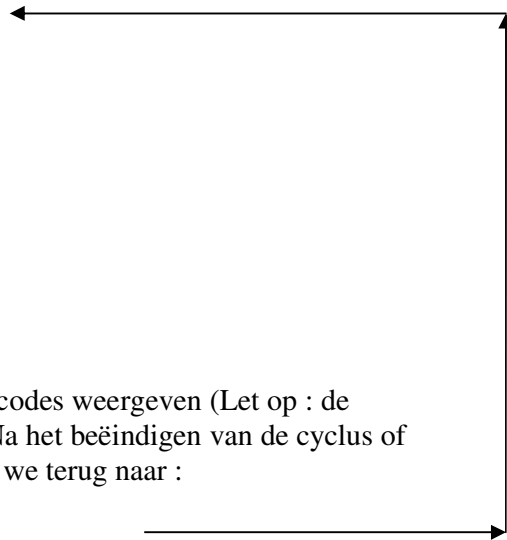 codes weergeven (Let op : de
Na het beëindigen van de cyclus of
we terug naar :